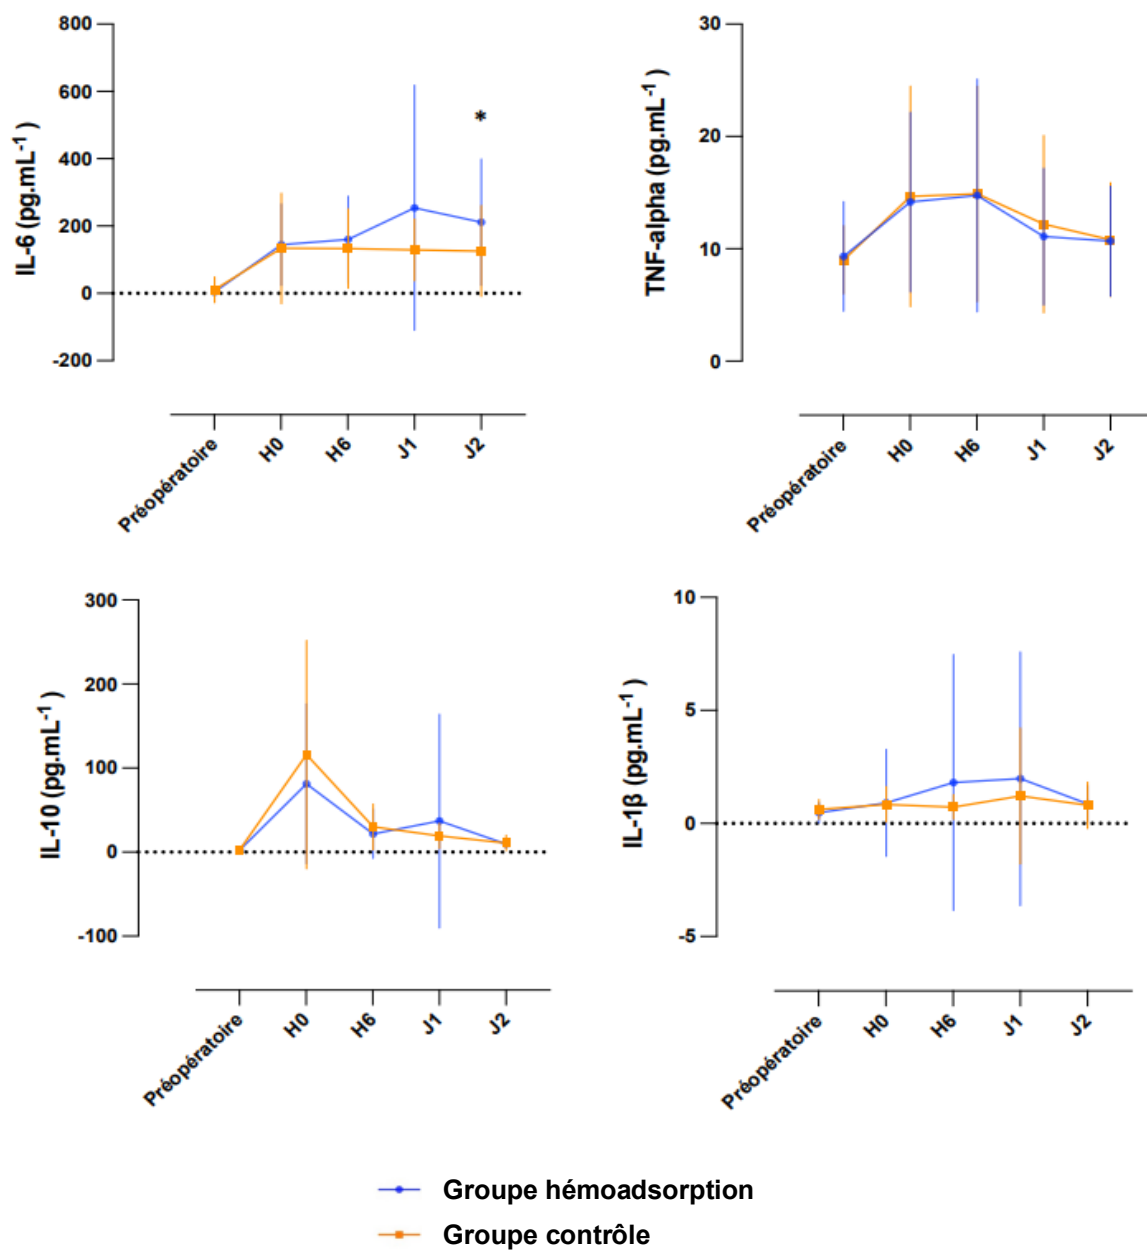 IL-6 (pg.mL⁻¹ )
800
600
400
200
0
-200
*
Préopératoire
H0
H6
J1
J2
TNF-alpha (pg.mL⁻¹ )
30
20
10
0
Préopératoire
H0
H6
J1
J2
IL-10 (pg.mL⁻¹ )
300
200
100
0
-100
Préopératoire
H0
H6
J1
J2
IL-1β (pg.mL⁻¹ )
10
5
0
-5
Préopératoire
H0
H6
J1
J2
Groupe hémoadsorption
Groupe contrôle